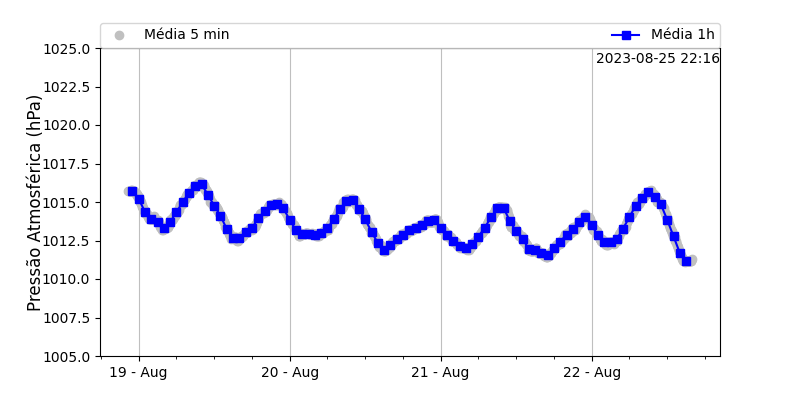 Média 5 min
Média 1h
2023-08-25 22:16
Pressão Atmosférica (hPa)
1025.0
1022.5
1020.0
1017.5
1015.0
1012.5
1010.0
1007.5
1005.0
19 - Aug
20 - Aug
21 - Aug
22 - Aug